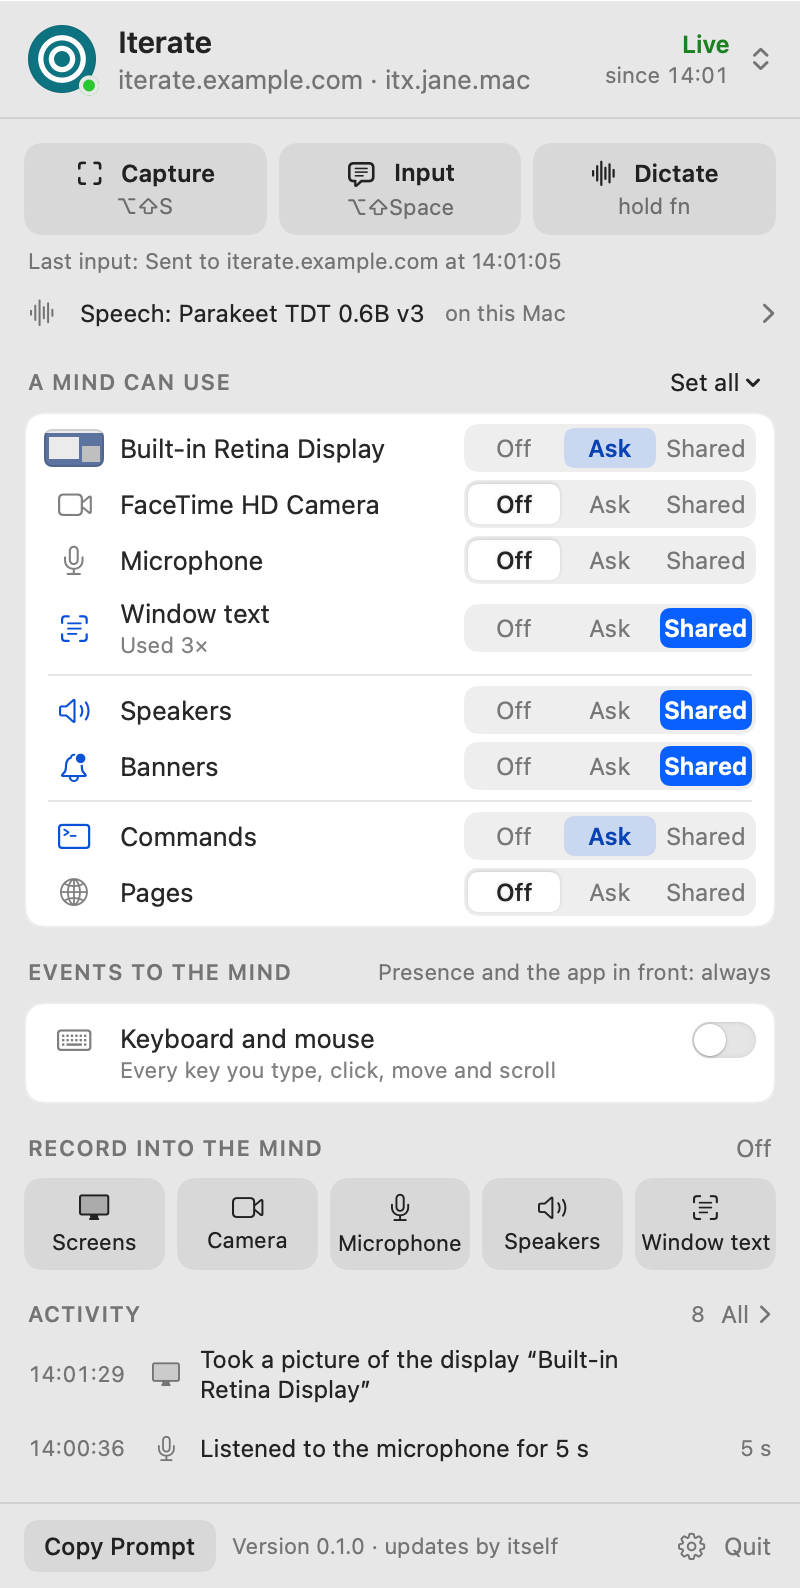 Iterate
iterate.example.com · itx.jane.mac
Live
since 14:01
Capture
⌥⇧S
Input
⌥⇧Space
Dictate
hold fn
Last input: Sent to iterate.example.com at 14:01:05
Speech: Parakeet TDT 0.6B v3 on this Mac
A MIND CAN USE
Set all
Built-in Retina Display Off Ask Shared
FaceTime HD Camera Off Ask Shared
Microphone Off Ask Shared
Window text
Used 3×
Off Ask Shared
Speakers Off Ask Shared
Banners Off Ask Shared
Commands Off Ask Shared
Pages Off Ask Shared
EVENTS TO THE MIND
Presence and the app in front: always
Keyboard and mouse
Every key you type, click, move and scroll
RECORD INTO THE MIND
Off
Screens
Camera
Microphone
Speakers
Window text
ACTIVITY
8 All
14:01:29 Took a picture of the display “Built-in
Retina Display”
14:00:36 Listened to the microphone for 5 s 5 s
Copy Prompt Version 0.1.0 · updates by itself Quit